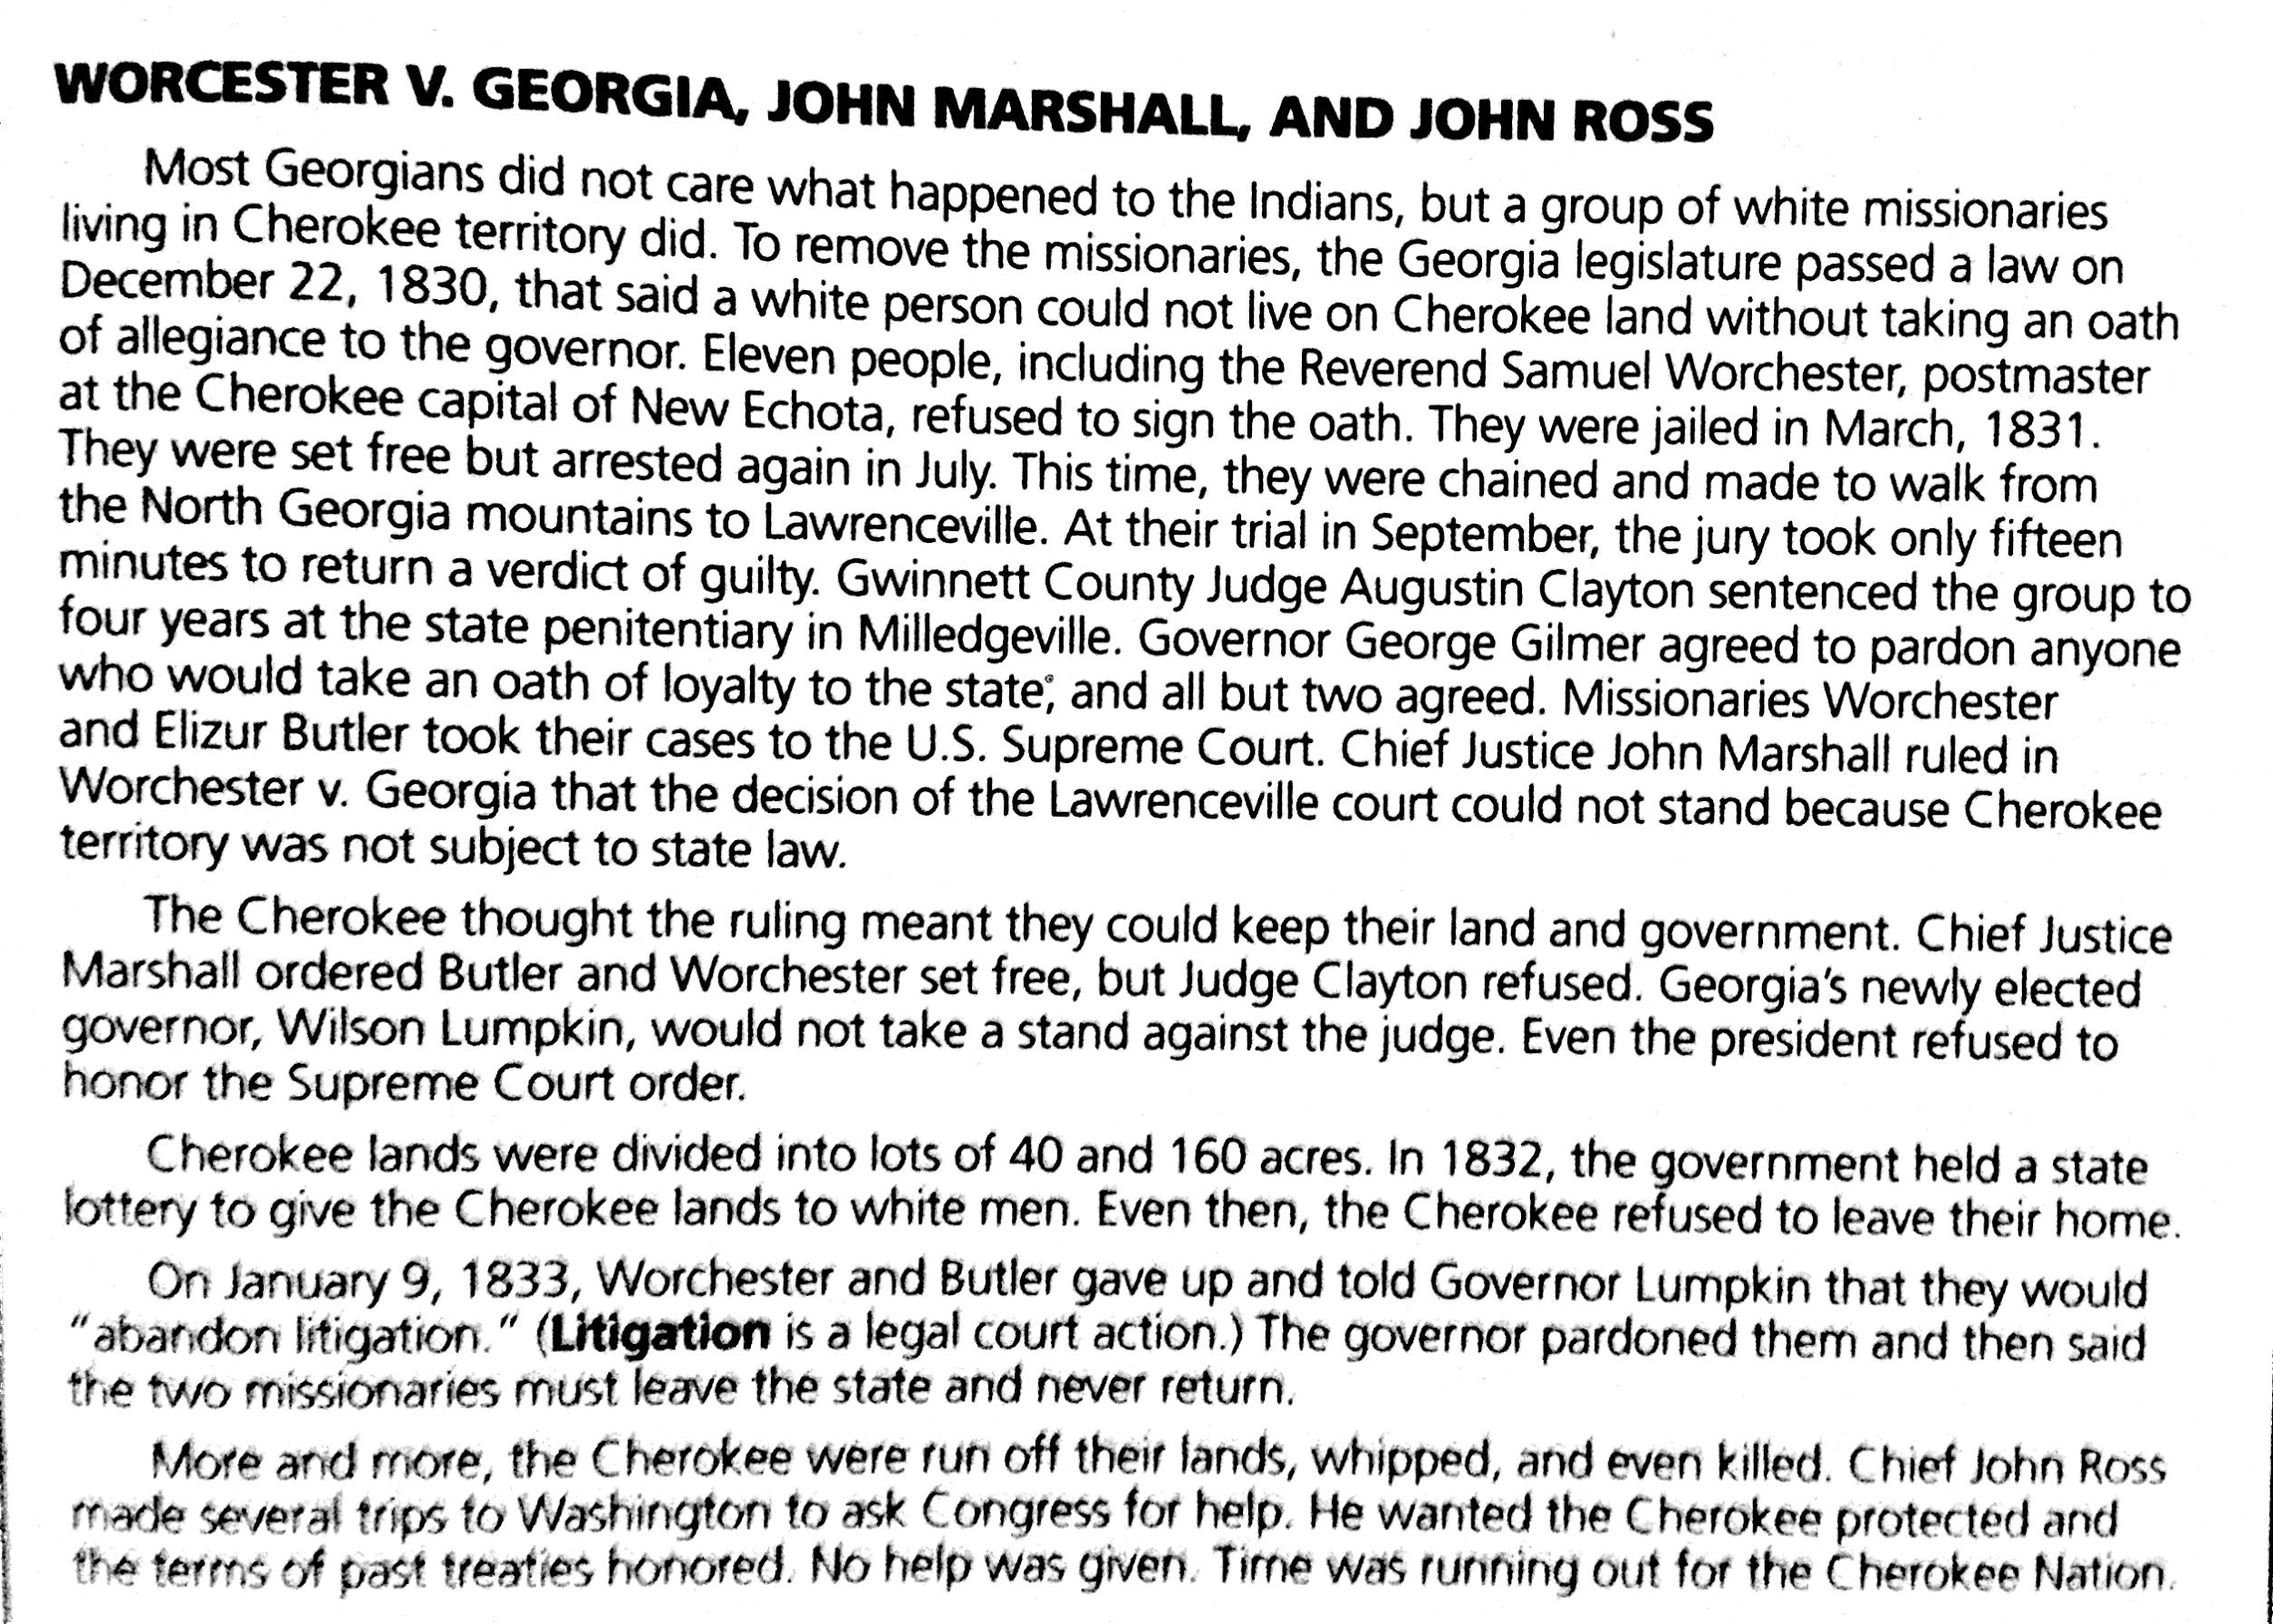 WORCESTER V. GEORGIA, JOHN MARSHALL, AND JOHN ROSS
Most Georgians did not care what happened to the Indians, but a group of white missionaries
living in Cherokee territory did. To remove the missionaries, the Georgia legislature passed a law on
December 22, 1830, that said a white person could not live on Cherokee land without taking an oath
of allegiance to the governor. Eleven people, including the Reverend Samuel Worchester, postmaster
at the Cherokee capital of New Echota, refused to sign the oath. They were jailed in March, 1831.
They were set free but arrested again in July. This time, they were chained and made to walk from
the North Georgia mountains to Lawrenceville. At their trial in September, the jury took only fifteen
minutes to return a verdict of guilty. Gwinnett County Judge Augustin Clayton sentenced the group to
four years at the state penitentiary in Milledgeville. Governor George Gilmer agreed to pardon anyone
who would take an oath of loyalty to the state; and all but two agreed. Missionaries Worchester
and Elizur Butler took their cases to the U.S. Supreme Court. Chief Justice John Marshall ruled in
Worchester v. Georgia that the decision of the Lawrenceville court could not stand because Cherokee
territory was not subject to state law.
The Cherokee thought the ruling meant they could keep their land and government. Chief Justice
Marshall ordered Butler and Worchester set free, but Judge Clayton refused. Georgia's newly elected
governor, Wilson Lumpkin, would not take a stand against the judge. Even the president refused to
honor the Supreme Court order.
Cherokee lands were divided into lots of 40 and 160 acres. In 1832, the government held a state
lottery to give the Cherokee lands to white men. Even then, the Cherokee refused to leave their home.
On January 9, 1833, Worchester and Butler gave up and told Governor Lumpkin that they would
"abandon litigation." (Litigation is a legal court action.) The governor pardoned them and then said
the two missionaries must leave the state and never return.
More and more, the Cherokee were run off their lands, whipped, and even killed. Chief John Ross
made several trips to Washington to ask Congress for help. He wanted the Cherokee protected and
the terms of past treaties honored. No help was given. Time was running out for the Cherokee Nation.